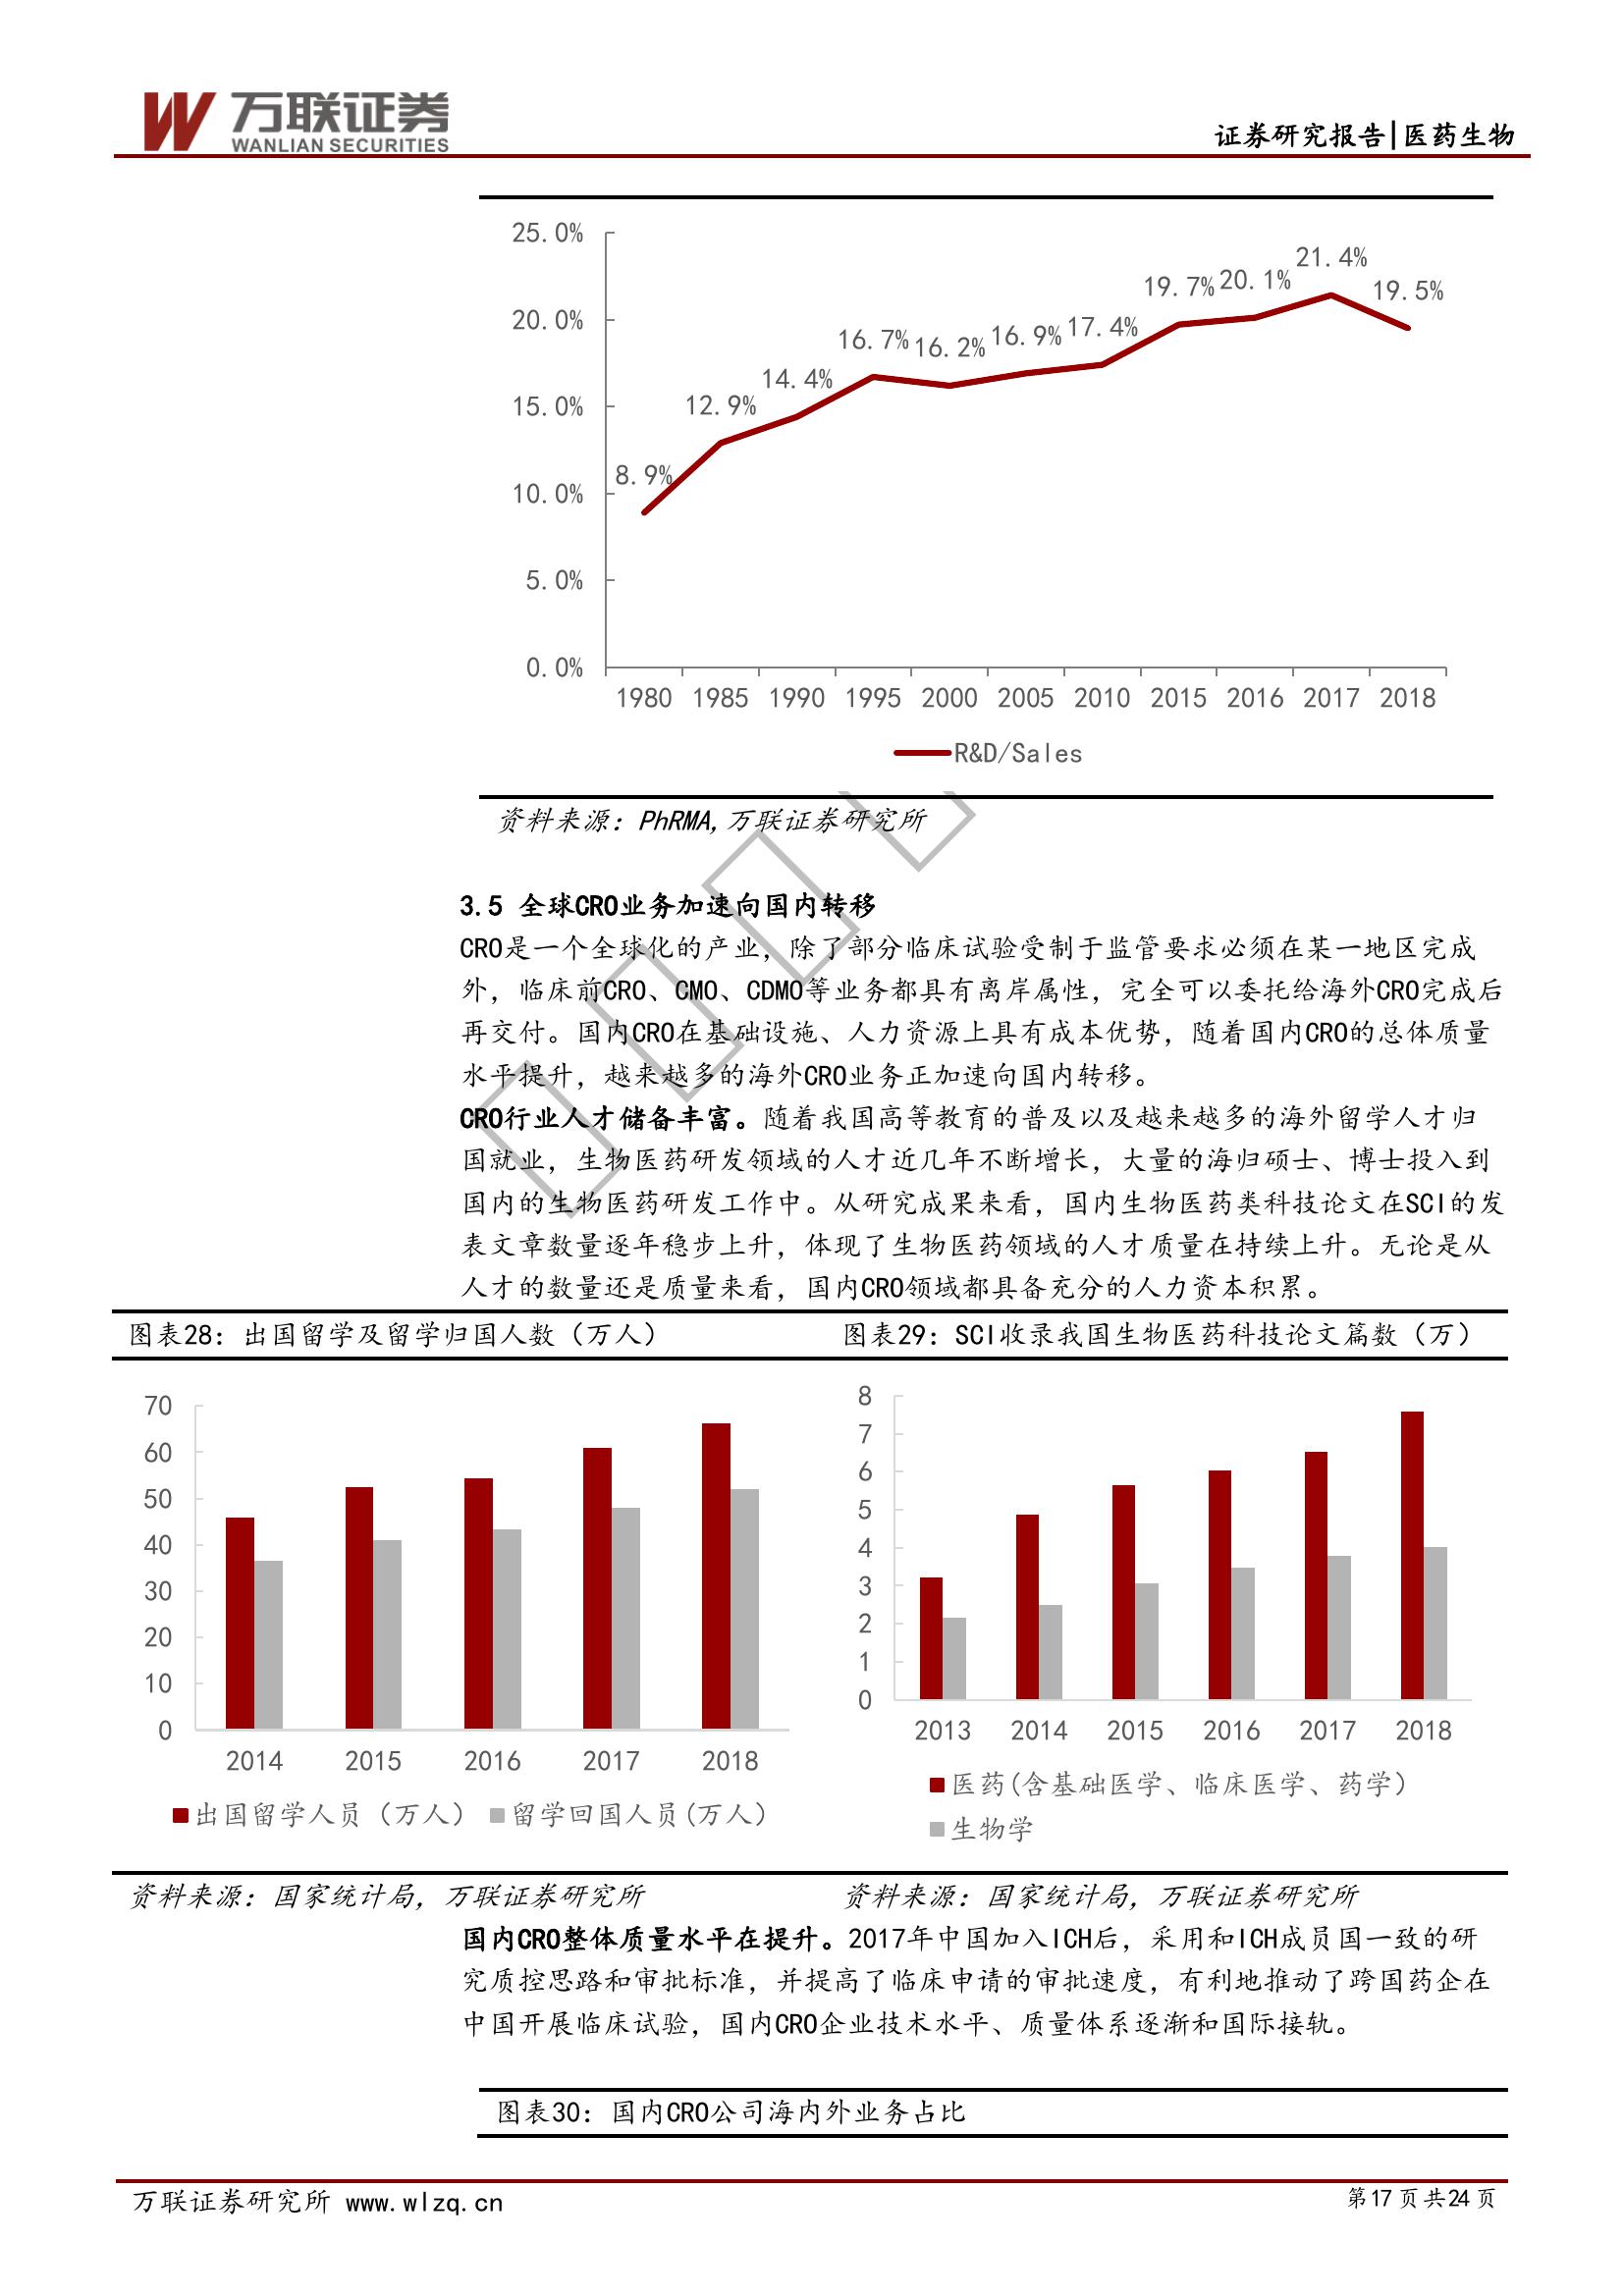 万联证券
WANLIAN SECURITIES
证券研究报告|医药生物
25.0%
20.0%
15.0%
10.0%
5.0%
0.0%
8.9%
12.9%
14.4%
16.7%
16.2%
16.9%
17.4%
19.7%
20.1%
21.4%
19.5%
1980 1985 1990 1995 2000 2005 2010 2015 2016 2017 2018
R&D/Sales
资料来源：PhRMA,万联证券研究所
3.5 全球CRO业务加速向国内转移
CRO是一个全球化的产业，除了部分临床试验受制于监管要求必须在某一地区完成
外，临床前CRO、CMO、CDMO等业务都具有离岸属性，完全可以委托给海外CRO完成后
再交付。国内CRO在基础设施、人力资源上具有成本优势，随着国内CRO的总体质量
水平提升，越来越多的海外CRO业务正加速向国内转移。
CRO行业人才储备丰富。随着我国高等教育的普及以及越来越多的海外留学人才归
国就业，生物医药研发领域的人才近几年不断增长，大量的海归硕士、博士投入到
国内的生物医药研发工作中。从研究成果来看，国内生物医药类科技论文在SCI的发
表文章数量逐年稳步上升，体现了生物医药领域的人才质量在持续上升。无论是从
人才的数量还是质量来看，国内CRO领域都具备充分的人力资本积累。
图表28：出国留学及留学归国人数（万人）
70
60
50
40
30
20
10
0
2014 2015 2016 2017 2018
出国留学人员（万人） 留学回国人员(万人）
资料来源：国家统计局，万联证券研究所
图表29：SCI收录我国生物医药科技论文篇数（万）
8
7
6
5
4
3
2
1
0
2013 2014 2015 2016 2017 2018
医药(含基础医学、临床医学、药学）
生物学
资料来源：国家统计局，万联证券研究所
国内CRO整体质量水平在提升。2017年中国加入ICH后，采用和ICH成员国一致的研
究质控思路和审批标准，并提高了临床申请的审批速度，有利地推动了跨国药企在
中国开展临床试验，国内CRO企业技术水平、质量体系逐渐和国际接轨。
图表30：国内CRO公司海内外业务占比
万联证券研究所 www.wlzq.cn
第17页共24页